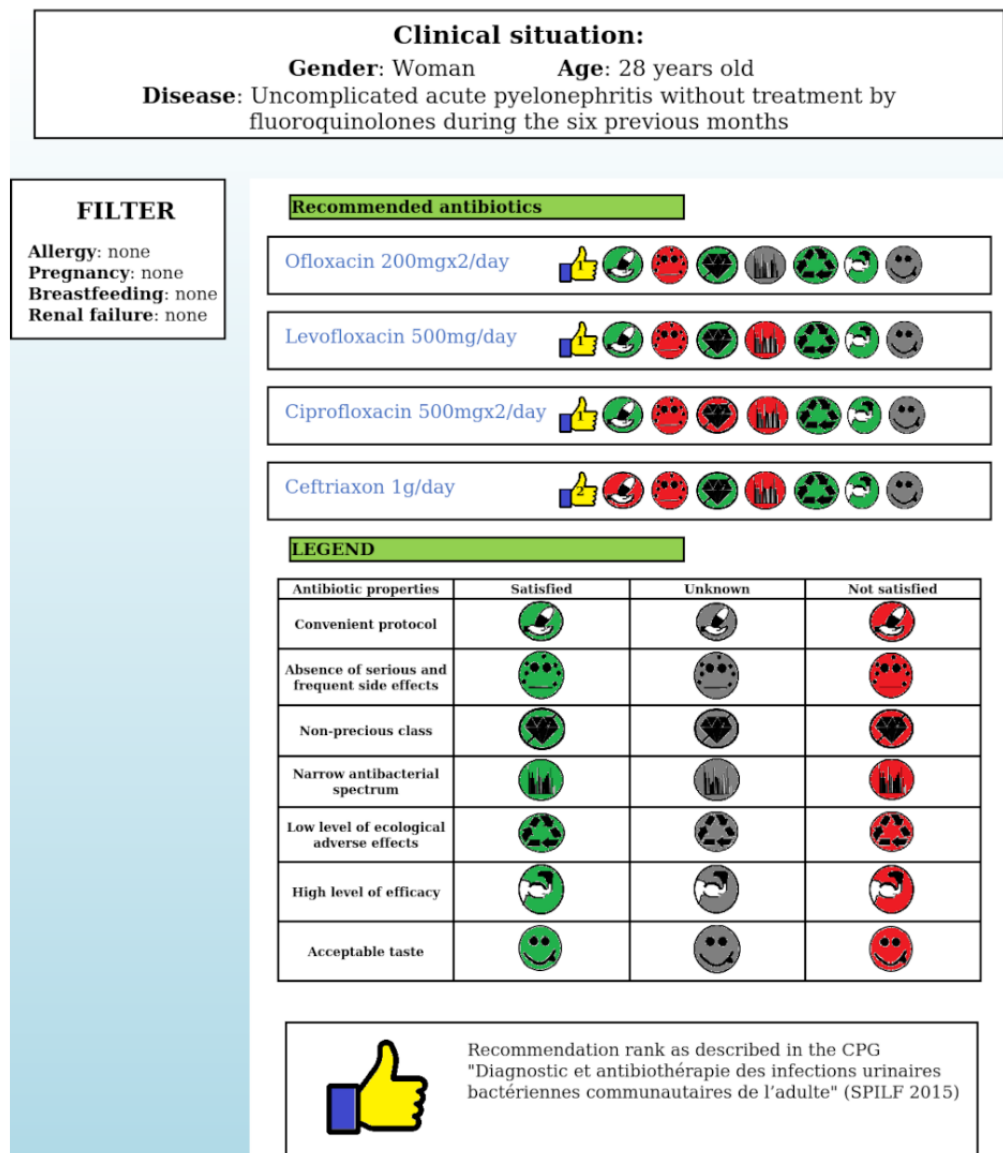 Clinical situation:
Gender: Woman Age: 28 years old
Disease: Uncomplicated acute pyelonephritis without treatment by
fluoroquinolones during the six previous months
FILTER
Allergy: none
Pregnancy: none
Breastfeeding: none
Renal failure: none
Recommended antibiotics
Ofloxacin 200mgx2/day 1
Levofloxacin 500mg/day 1
Ciprofloxacin 500mgx2/day 1
Ceftriaxon 1g/day 2
LEGEND
Antibiotic properties Satisfied Unknown Not satisfied
Convenient protocol
Absence of serious and
frequent side effects
Non-precious class
Narrow antibacterial
spectrum
Low level of ecological
adverse effects
High level of efficacy
Acceptable taste
Recommendation rank as described in the CPG
"Diagnostic et antibiothérapie des infections urinaires
bactériennes communautaires de l’adulte" (SPILF 2015)